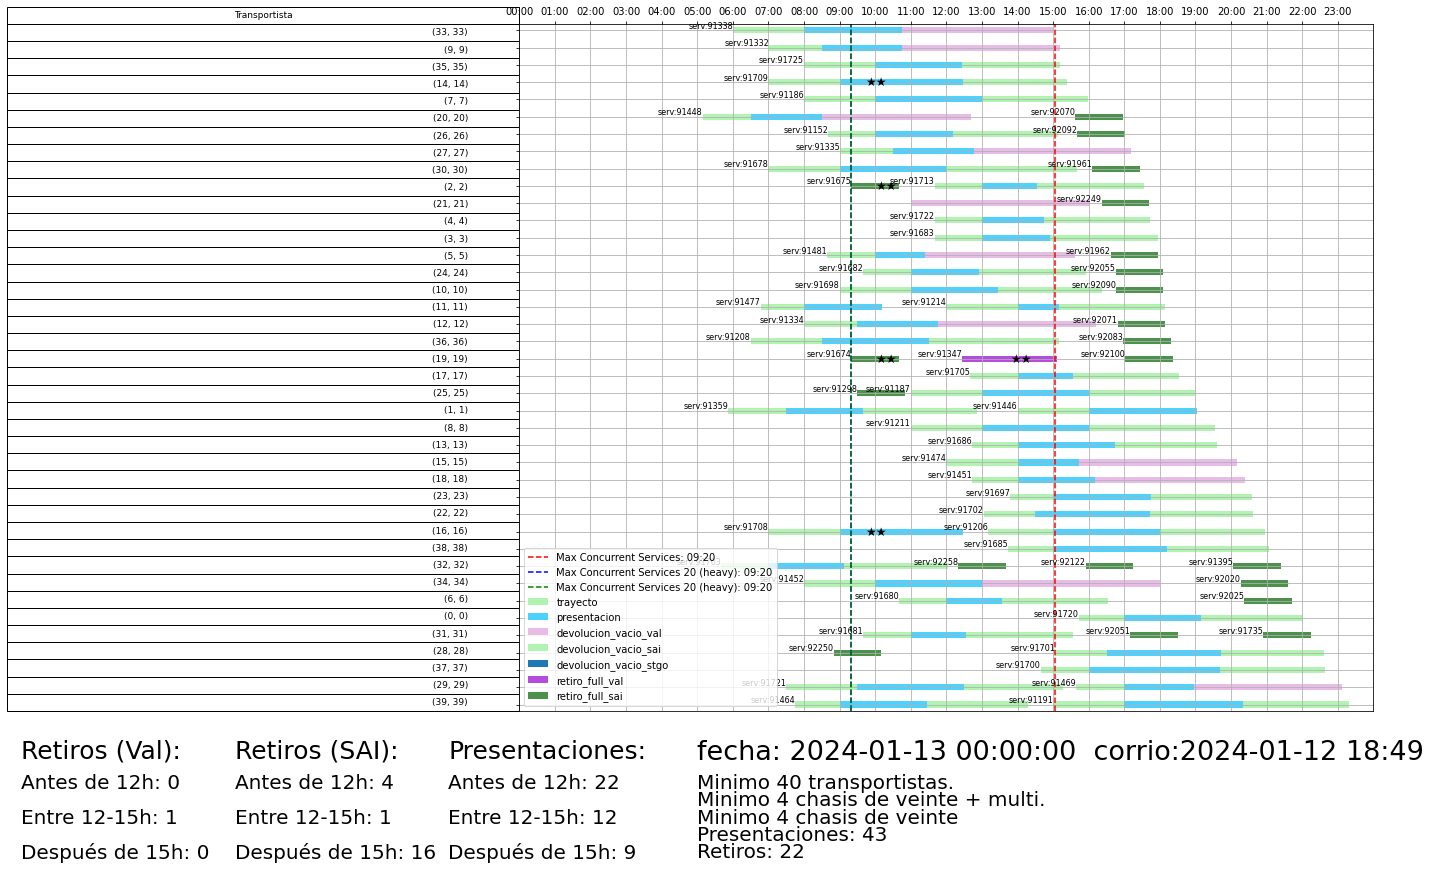 Transportista 00:00 01:00 02:00 03:00 04:00 05:00 06:00 07:00 08:00 09:00 10:00 11:00 12:00 13:00 14:00 15:00 16:00 17:00 18:00 19:00 20:00 21:00 22:00 23:00
(33, 33) serv:91338
(9, 9) serv:91332
(35, 35) serv:91725
(14, 14) serv:91709
(7, 7) serv:91186
(20, 20) serv:91448 serv:92070
(26, 26) serv:91152 serv:92092
(27, 27) serv:91335
(30, 30) serv:91678 serv:91961
(2, 2) serv:91675 serv:91713
(21, 21) serv:92249
(4, 4) serv:91722
(3, 3) serv:91683
(5, 5) serv:91481 serv:91962
(24, 24) serv:91682 serv:92055
(10, 10) serv:91698 serv:92090
(11, 11) serv:91477 serv:91214
(12, 12) serv:91334 serv:92071
(36, 36) serv:91208 serv:92083
(19, 19) serv:91674 serv:91347 serv:92100
(17, 17) serv:91705
(25, 25) serv:91298 serv:91187
(1, 1) serv:91359 serv:91446
(8, 8) serv:91211
(13, 13) serv:91686
(15, 15) serv:91474
(18, 18) serv:91451
(23, 23) serv:91697
(22, 22) serv:91702
(16, 16) serv:91708 serv:91206
(38, 38) serv:91685
(32, 32) serv:92258 serv:92122 serv:91395
(34, 34) serv:91452 serv:92020
(6, 6) serv:91680 serv:92025
(0, 0) serv:91720
(31, 31) serv:91681 serv:92051 serv:91735
(28, 28) serv:92250 serv:91701
(37, 37) serv:91700
(29, 29) serv:91721 serv:91469
(39, 39) serv:91464 serv:91191
Max Concurrent Services: 09:20
Max Concurrent Services 20 (heavy): 09:20
Max Concurrent Services 20 (heavy): 09:20
trayecto
presentacion
devolucion_vacio_val
devolucion_vacio_sai
devolucion_vacio_stgo
retiro_full_val
retiro_full_sai
Retiros (Val):
Antes de 12h: 0
Entre 12-15h: 1
Después de 15h: 0
Retiros (SAI):
Antes de 12h: 4
Entre 12-15h: 1
Después de 15h: 16
Presentaciones:
Antes de 12h: 22
Entre 12-15h: 12
Después de 15h: 9
fecha: 2024-01-13 00:00:00 corrio:2024-01-12 18:49
Minimo 40 transportistas.
Minimo 4 chasis de veinte + multi.
Minimo 4 chasis de veinte
Presentaciones: 43
Retiros: 22